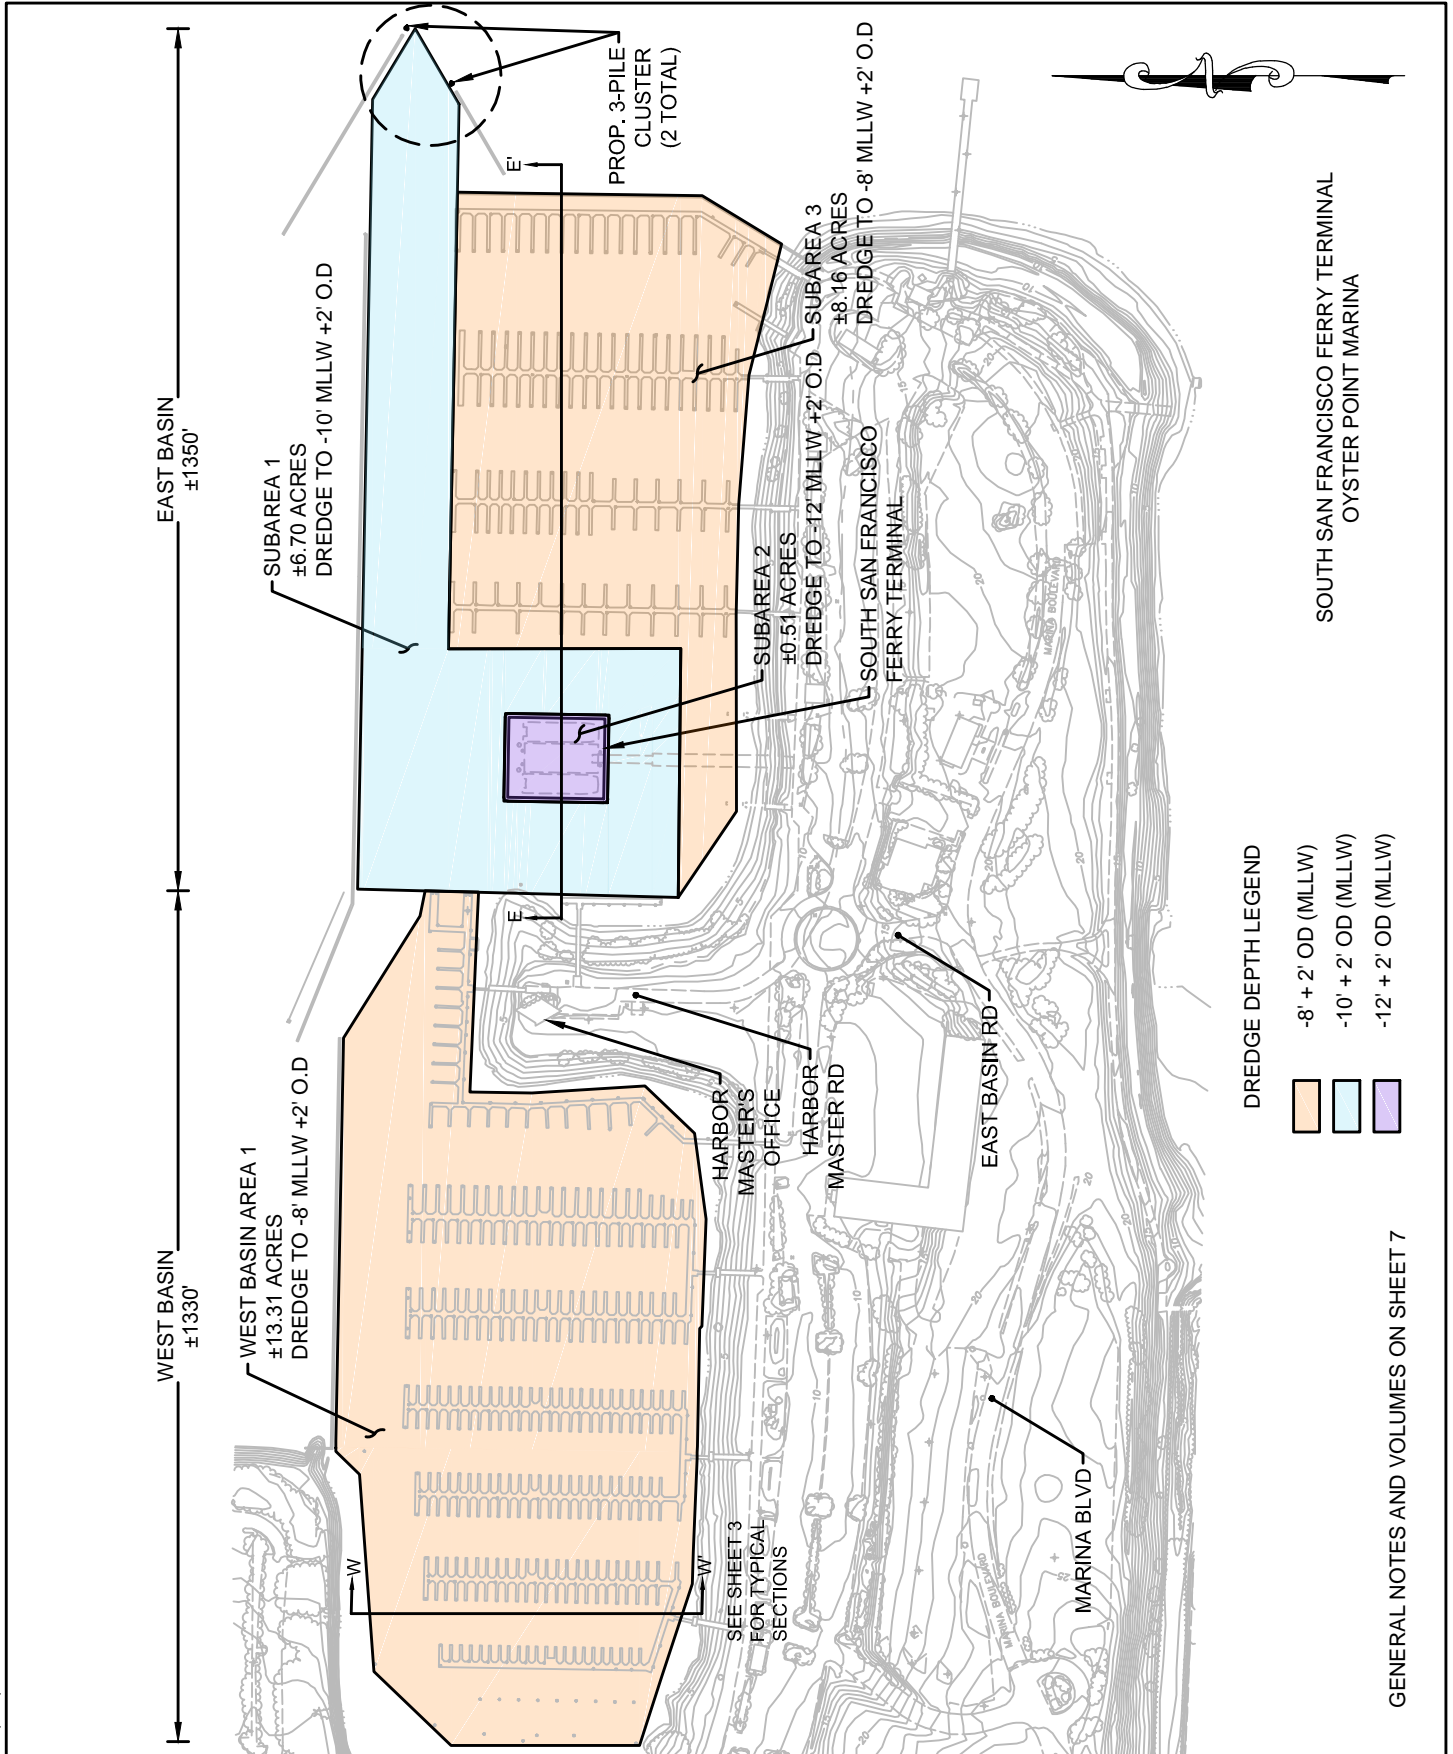 WEST BASIN
±1330'
EAST BASIN
±1350'
WEST BASIN AREA 1
±13.31 ACRES
DREDGE TO -8' MLLW +2' O.D
SUBAREA 1
±6.70 ACRES
DREDGE TO -10' MLLW +2' O.D
PROP. 3-PILE
CLUSTER
(2 TOTAL)
E
E'
W
W'
SEE SHEET 3
FOR TYPICAL
SECTIONS
HARBOR
MASTER'S
OFFICE
HARBOR
MASTER RD
SUBAREA 2
±0.51 ACRES
DREDGE TO -12' MLLW +2' O.D
SUBAREA 3
±8.16 ACRES
DREDGE TO -8' MLLW +2' O.D
SOUTH SAN FRANCISCO
FERRY TERMINAL
EAST BASIN RD
MARINA BLVD
MARINA BOULEVARD
MARINA BOULEVARD
N
DREDGE DEPTH LEGEND
-8' + 2' OD (MLLW)
-10' + 2' OD (MLLW)
-12' + 2' OD (MLLW)
SOUTH SAN FRANCISCO FERRY TERMINAL
OYSTER POINT MARINA
GENERAL NOTES AND VOLUMES ON SHEET 7